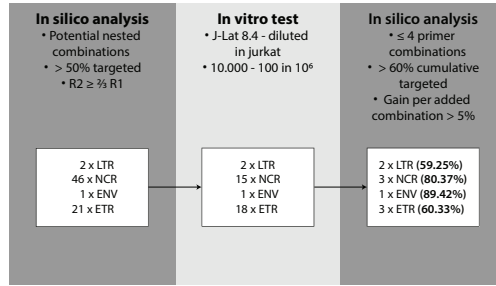 In silico analysis
• Potential nested
combinations
• > 50% targeted
• R2 ≥ ⅔ R1
2 x LTR
46 x NCR
1 x ENV
21 x ETR
In vitro test
• J-Lat 8.4 - diluted
in jurkat
• 10.000 - 100 in 10⁶
2 x LTR
15 x NCR
1 x ENV
18 x ETR
In silico analysis
• ≤ 4 primer
combinations
• > 60% cumulative
targeted
• Gain per added
combination > 5%
2 x LTR (59.25%)
3 x NCR (80.37%)
1 x ENV (89.42%)
3 x ETR (60.33%)